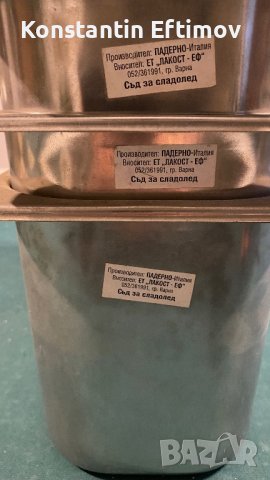 Konstantin Eftimov
Производител: ПАДЕРНО-Италия
Вносител: ЕТ „ЛАКОСТ - ЕФ“
052/361991, гр. Варна
Съд за сладолед
Производител: ПАДЕРНО-Италия
Вносител: ЕТ „ЛАКОСТ - ЕФ“
052/361991, гр. Варна
Съд за сладолед
Производител: ПАДЕРНО-Италия
Вносител: ЕТ „ЛАКОСТ - ЕФ“
052/361991, гр. Варна
Съд за сладолед
BAZAR